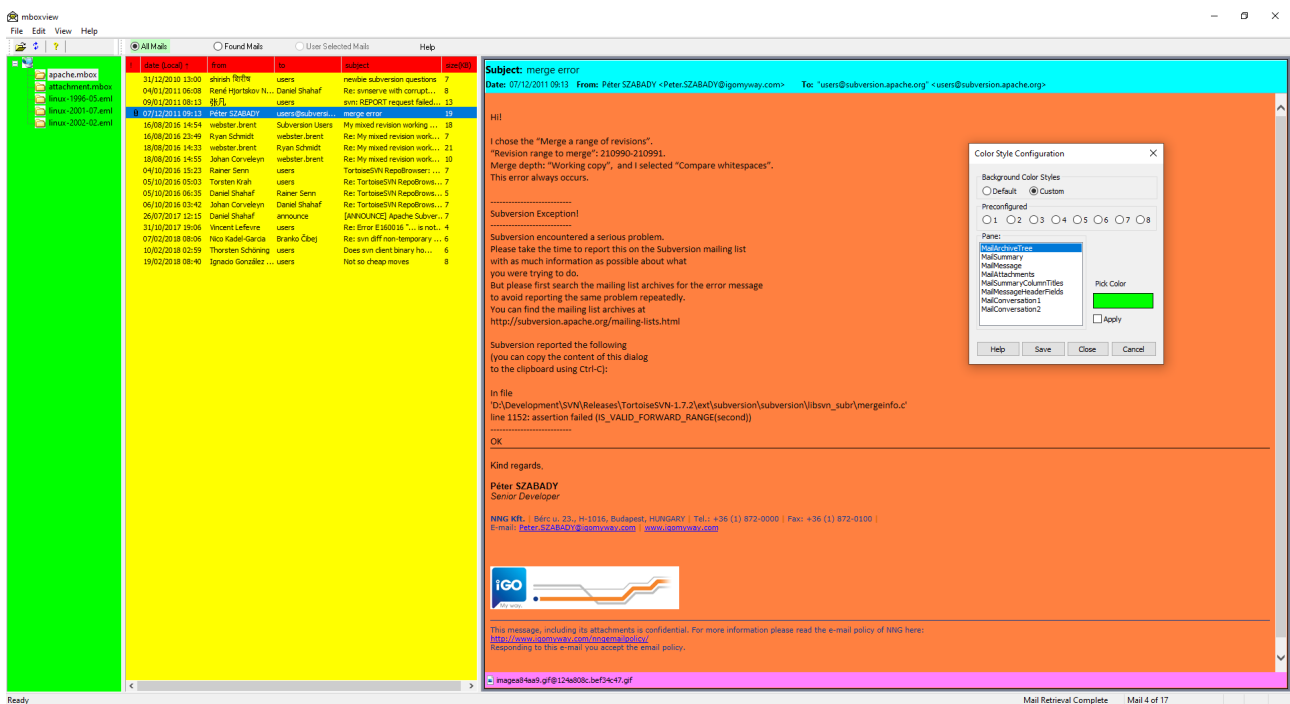 mboxview
File Edit View Help
All Mails Found Mails User Selected Mails Help
apache.mbox
attachment.mbox
linux-1996-05.eml
linux-2001-07.eml
linux-2002-02.eml
! date (Local) from to subject size(KB)
31/12/2010 13:00 shirish शिरीष users newbie subversion questions 7
04/01/2011 06:08 René Hjortskov N... Daniel Shahaf Re: svnserve with corrupt... 8
09/01/2011 08:13 张凡 users svn: REPORT request failed... 13
07/12/2011 09:13 Péter SZABADY users@subversi... merge error 19
16/08/2016 14:54 webster.brent Subversion Users My mixed revision working ... 18
16/08/2016 23:49 Ryan Schmidt webster.brent Re: My mixed revision work... 7
18/08/2016 14:33 webster.brent Ryan Schmidt Re: My mixed revision work... 21
18/08/2016 14:55 Johan Corveleyn webster.brent Re: My mixed revision work... 10
04/10/2016 15:23 Rainer Senn users TortoiseSVN RepoBrowser: ... 7
05/10/2016 05:03 Torsten Krah users Re: TortoiseSVN RepoBrows... 7
05/10/2016 06:35 Daniel Shahaf Rainer Senn Re: TortoiseSVN RepoBrows... 5
06/10/2016 03:42 Johan Corveleyn Daniel Shahaf Re: TortoiseSVN RepoBrows... 7
26/07/2017 12:15 Daniel Shahaf announce [ANNOUNCE] Apache Subver... 7
31/10/2017 19:06 Vincent Lefevre users Re: Error E160016 "... is not... 4
07/02/2018 08:06 Nico Kadel-Garcia Branko Čibej Re: svn diff non-temporary ... 6
10/02/2018 02:59 Thorsten Schöning users Does svn client binary ho... 6
19/02/2018 08:40 Ignacio González ... users Not so cheap moves 8
Subject: merge error
Date: 07/12/2011 09:13 From: Péter SZABADY <Peter.SZABADY@igomyway.com> To: "users@subversion.apache.org" <users@subversion.apache.org>
Hi!
I chose the "Merge a range of revisions".
"Revision range to merge": 210990-210991.
Merge depth: "Working copy", and I selected "Compare whitespaces".
This error always occurs.
---------------------------
Subversion Exception!
---------------------------
Subversion encountered a serious problem.
Please take the time to report this on the Subversion mailing list
with as much information as possible about what
you were trying to do.
But please first search the mailing list archives for the error message
to avoid reporting the same problem repeatedly.
You can find the mailing list archives at
http://subversion.apache.org/mailing-lists.html
Subversion reported the following
(you can copy the content of this dialog
to the clipboard using Ctrl-C):
In file
'D:\Development\SVN\Releases\TortoiseSVN-1.7.2\ext\subversion\subversion\libsvn_subr\mergeinfo.c'
line 1152: assertion failed (IS_VALID_FORWARD_RANGE(second))
---------------------------
OK
Kind regards,
Péter SZABADY
Senior Developer
NNG Kft. | Bérc u. 23., H-1016, Budapest, HUNGARY | Tel.: +36 (1) 872-0000 | Fax: +36 (1) 872-0100 |
E-mail: Peter.SZABADY@igomyway.com | www.igomyway.com
iGO
My way.
This message, including its attachments is confidential. For more information please read the e-mail policy of NNG here:
http://www.igomyway.com/nngemailpolicy/
Responding to this e-mail you accept the email policy.
imagea84aa9.gif@124a808c.bef34c47.gif
Color Style Configuration
Background Color Styles
Default Custom
Preconfigured
1 2 3 4 5 6 7 8
Pane:
MailArchiveTree
MailSummary
MailMessage
MailAttachments
MailSummaryColumnTitles
MailMessageHeaderFields
MailConversation1
MailConversation2
Pick Color
Apply
Help Save Close Cancel
Ready Mail Retrieval Complete Mail 4 of 17